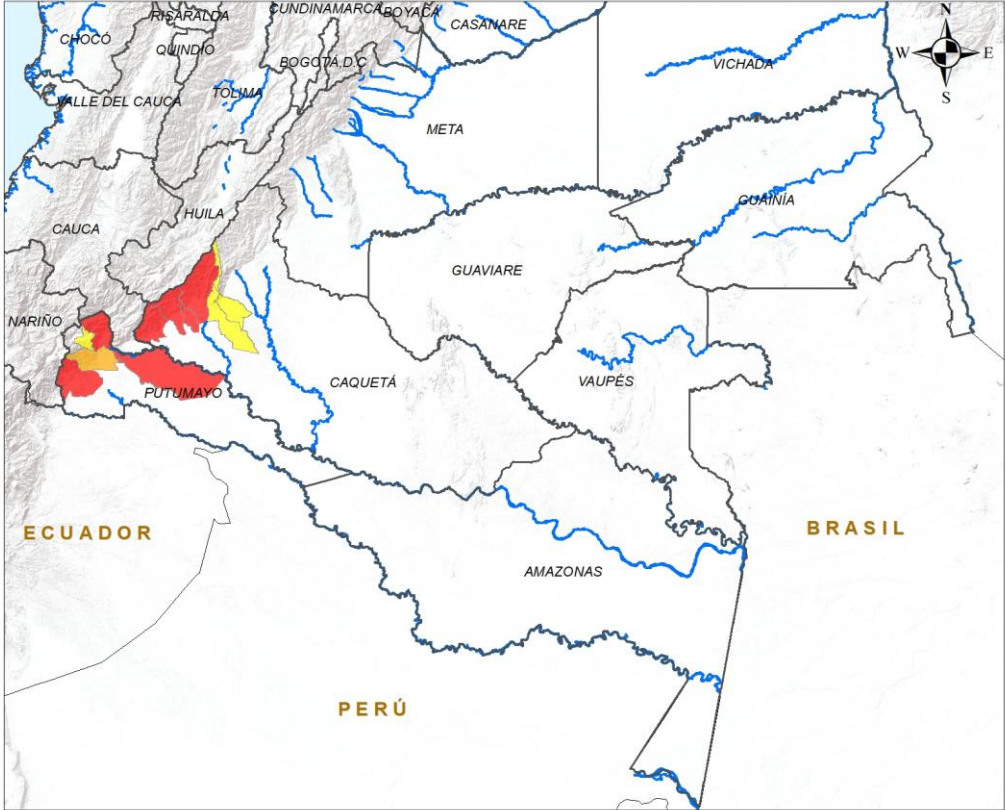 CUNDINAMARCA
BOYACÁ
RISARALDA
N
CASANARE
CHOCÓ
QUINDÍO
W
E
BOGOTA,D.C
VICHADA
VALLE DEL CAUCA
TOLIMA
S
META
GUAINÍA
HUILA
CAUCA
GUAVIARE
NARIÑO
CAQUETÁ
VAUPÉS
PUTUMAYO
ECUADOR
BRASIL
AMAZONAS
PERÚ